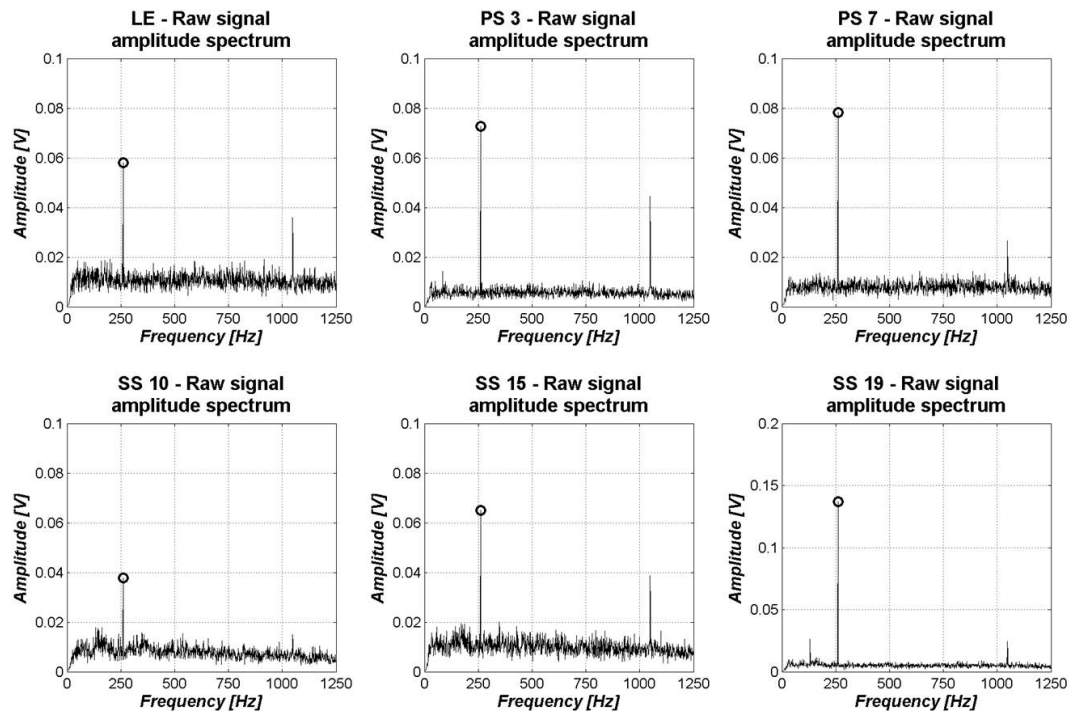 LE - Raw signal
amplitude spectrum
0.1
0.08
0.06
0.04
0.02
0
Amplitude [V]
0 250 500 750 1000 1250
Frequency [Hz]
PS 3 - Raw signal
amplitude spectrum
0.1
0.08
0.06
0.04
0.02
0
Amplitude [V]
0 250 500 750 1000 1250
Frequency [Hz]
PS 7 - Raw signal
amplitude spectrum
0.1
0.08
0.06
0.04
0.02
0
Amplitude [V]
0 250 500 750 1000 1250
Frequency [Hz]
SS 10 - Raw signal
amplitude spectrum
0.1
0.08
0.06
0.04
0.02
0
Amplitude [V]
0 250 500 750 1000 1250
Frequency [Hz]
SS 15 - Raw signal
amplitude spectrum
0.1
0.08
0.06
0.04
0.02
0
Amplitude [V]
0 250 500 750 1000 1250
Frequency [Hz]
SS 19 - Raw signal
amplitude spectrum
0.2
0.15
0.1
0.05
0
Amplitude [V]
0 250 500 750 1000 1250
Frequency [Hz]